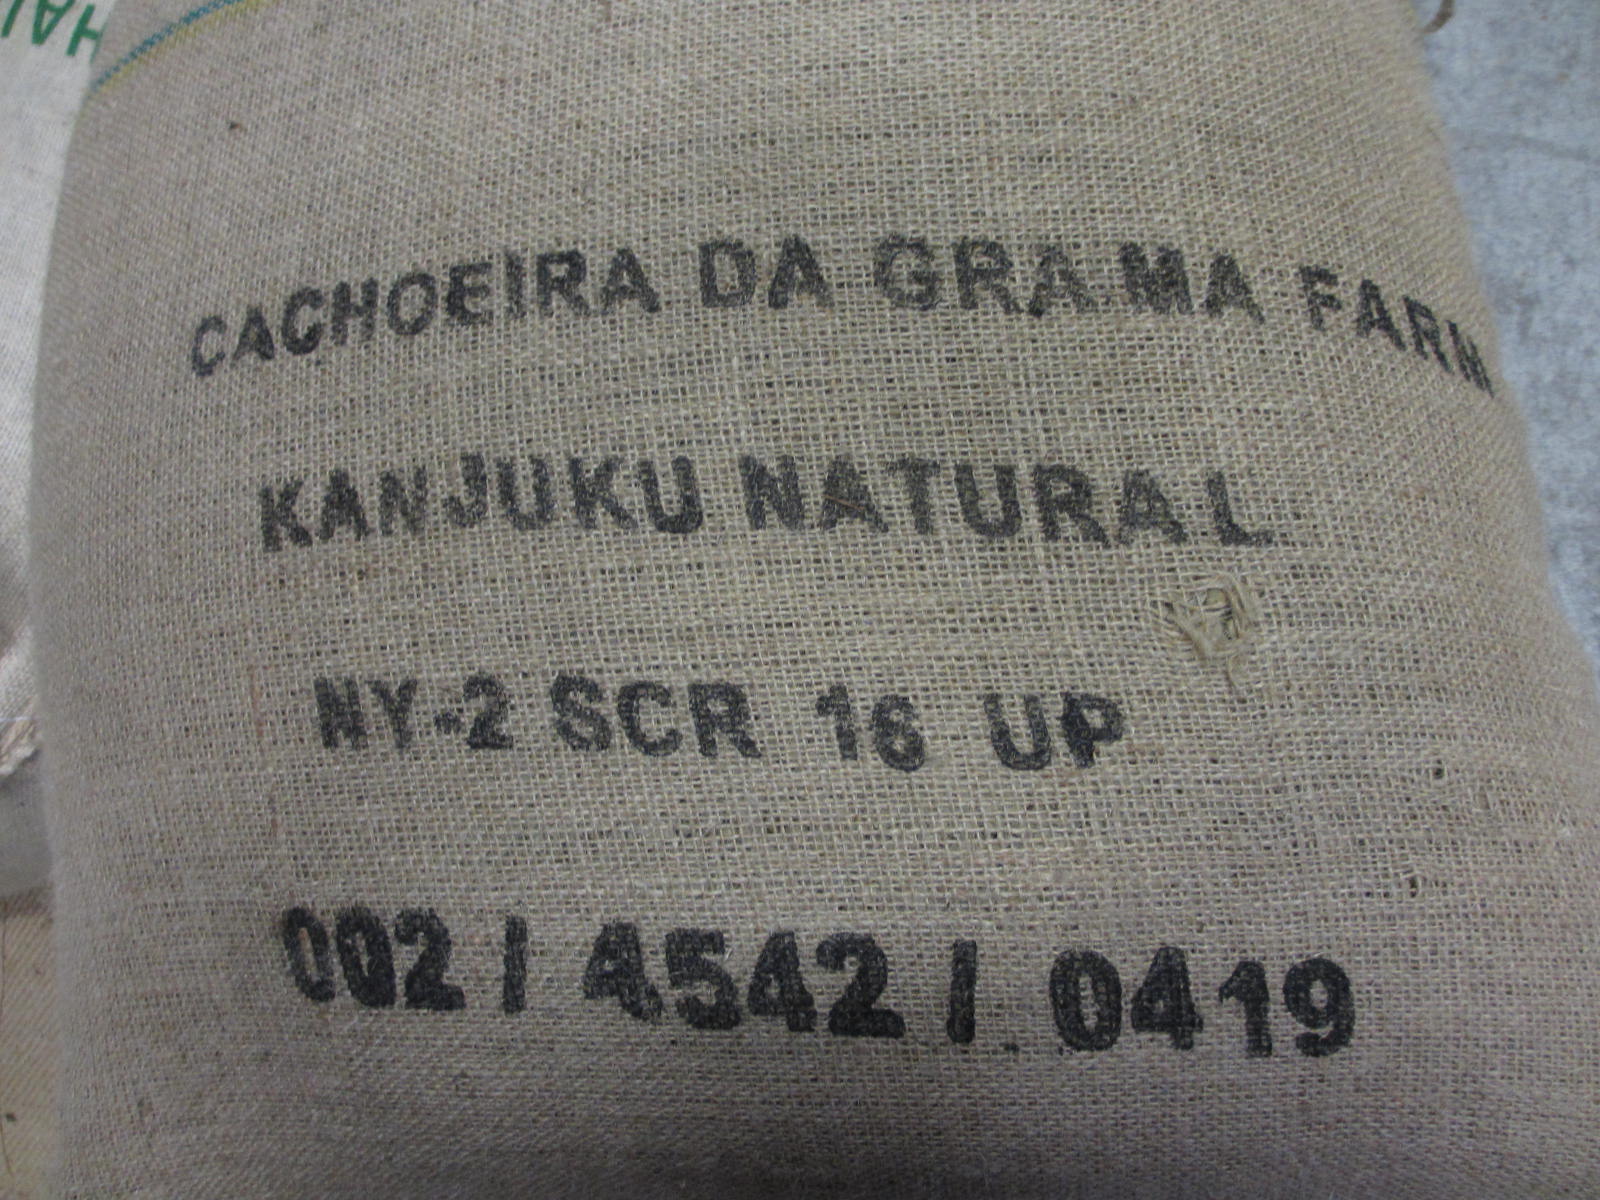 CACHOEIRA DA GRAMA FARM
KANJUKU NATURAL
NY-2 SCR 16 UP
002 / 4542 / 0419